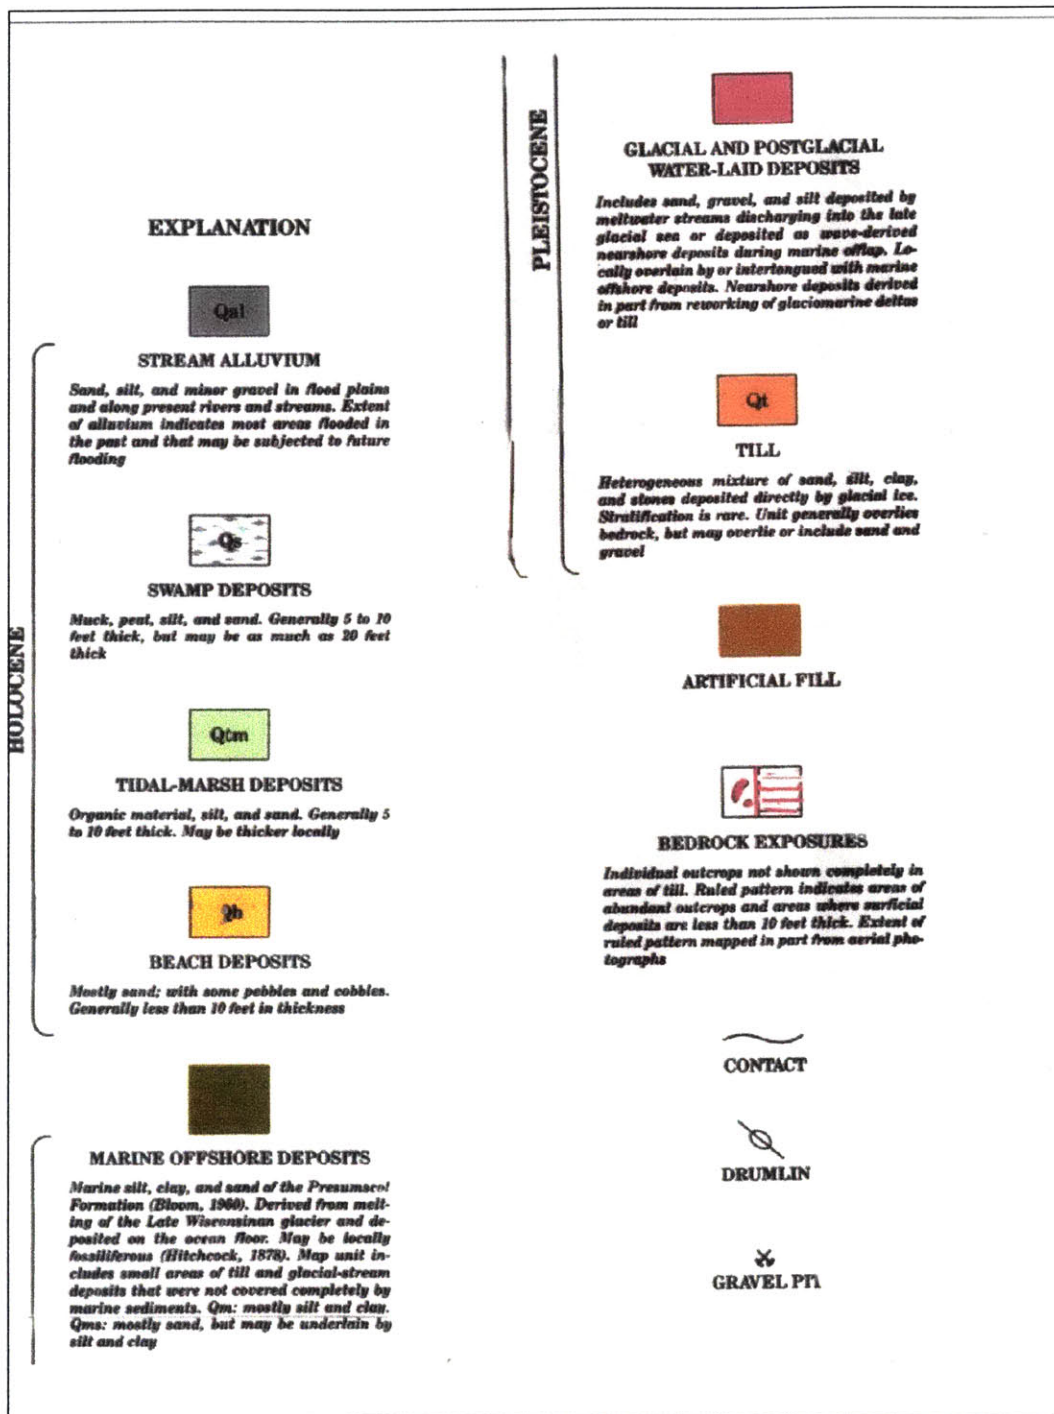 EXPLANATION
Qal
STREAM ALLUVIUM
Sand, silt, and minor gravel in flood plains
and along present rivers and streams. Extent
of alluvium indicates most areas flooded in
the past and that may be subjected to future
flooding
Qs
SWAMP DEPOSITS
Muck, peat, silt, and sand. Generally 5 to 10
feet thick, but may be as much as 20 feet
thick
HOLOCENE
Qtm
TIDAL-MARSH DEPOSITS
Organic material, silt, and sand. Generally 5
to 10 feet thick. May be thicker locally
Qb
BEACH DEPOSITS
Mostly sand; with some pebbles and cobbles.
Generally less than 10 feet in thickness
MARINE OFFSHORE DEPOSITS
Marine silt, clay, and sand of the Presumscot
Formation (Bloom, 1960). Derived from melt-
ing of the Late Wisconsinan glacier and de-
posited on the ocean floor. May be locally
fossiliferous (Hitchcock, 1878). Map unit in-
cludes small areas of till and glacial-stream
deposits that were not covered completely by
marine sediments. Qm: mostly silt and clay.
Qms: mostly sand, but may be underlain by
silt and clay
PLEISTOCENE
GLACIAL AND POSTGLACIAL
WATER-LAID DEPOSITS
Includes sand, gravel, and silt deposited by
meltwater streams discharging into the late
glacial sea or deposited as wave-derived
nearshore deposits during marine offlap. Lo-
cally overlain by or intertongued with marine
offshore deposits. Nearshore deposits derived
in part from reworking of glaciomarine deltas
or till
Qt
TILL
Heterogeneous mixture of sand, silt, clay,
and stones deposited directly by glacial ice.
Stratification is rare. Unit generally overlies
bedrock, but may overlie or include sand and
gravel
ARTIFICIAL FILL
BEDROCK EXPOSURES
Individual outcrops not shown completely in
areas of till. Ruled pattern indicates areas of
abundant outcrops and areas where surficial
deposits are less than 10 feet thick. Extent of
ruled pattern mapped in part from aerial pho-
tographs
CONTACT
DRUMLIN
GRAVEL PIT